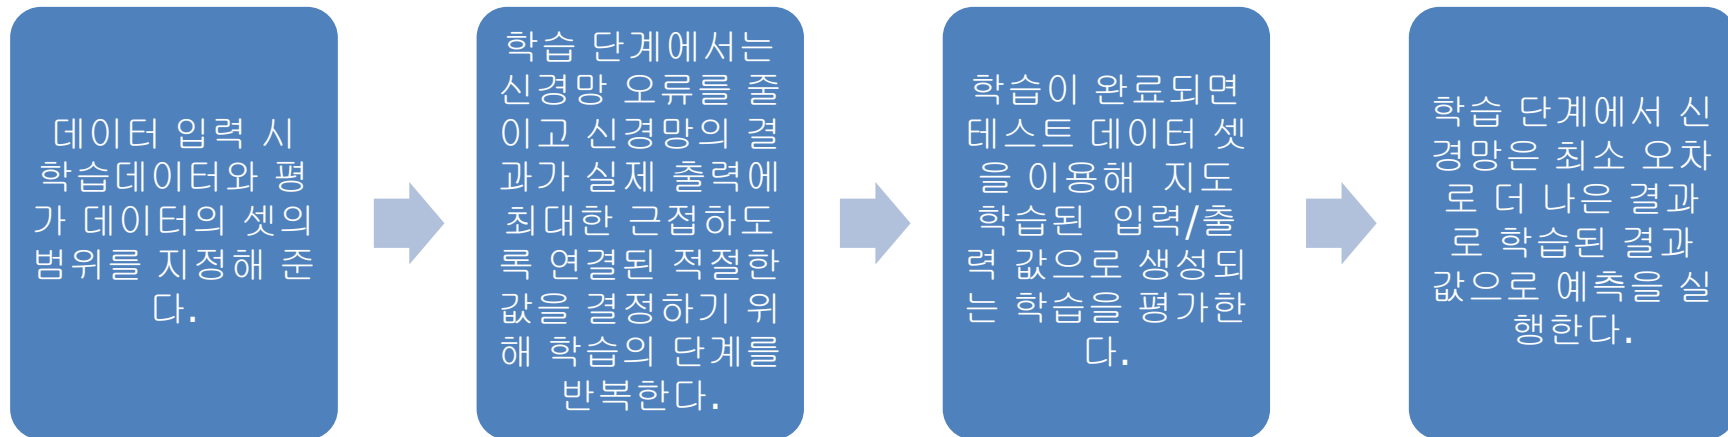 데이터 입력 시
학습데이터와 평
가 데이터의 셋의
범위를 지정해 준
다.
학습 단계에서는
신경망 오류를 줄
이고 신경망의 결
과가 실제 출력에
최대한 근접하도
록 연결된 적절한
값을 결정하기 위
해 학습의 단계를
반복한다.
학습이 완료되면
테스트 데이터 셋
을 이용해 지도
학습된 입력/출
력 값으로 생성되
는 학습을 평가한
다.
학습 단계에서 신
경망은 최소 오차
로 더 나은 결과
로 학습된 결과
값으로 예측을 실
행한다.